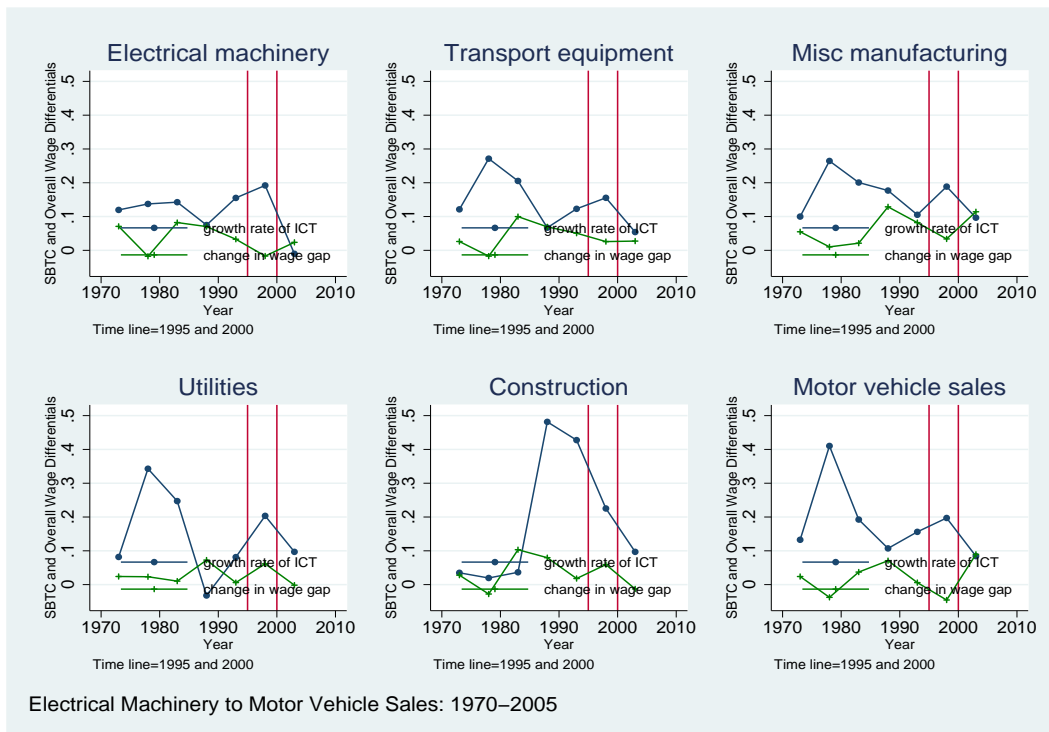 Electrical machinery
SBTC and Overall Wage Differentials
.5
.4
.3
.2
.1
0
growth rate of ICT
change in wage gap
1970 1980 1990 2000 2010
Year
Time line=1995 and 2000
Transport equipment
SBTC and Overall Wage Differentials
.5
.4
.3
.2
.1
0
growth rate of ICT
change in wage gap
1970 1980 1990 2000 2010
Year
Time line=1995 and 2000
Misc manufacturing
SBTC and Overall Wage Differentials
.5
.4
.3
.2
.1
0
growth rate of ICT
change in wage gap
1970 1980 1990 2000 2010
Year
Time line=1995 and 2000
Utilities
SBTC and Overall Wage Differentials
.5
.4
.3
.2
.1
0
growth rate of ICT
change in wage gap
1970 1980 1990 2000 2010
Year
Time line=1995 and 2000
Construction
SBTC and Overall Wage Differentials
.5
.4
.3
.2
.1
0
growth rate of ICT
change in wage gap
1970 1980 1990 2000 2010
Year
Time line=1995 and 2000
Motor vehicle sales
SBTC and Overall Wage Differentials
.5
.4
.3
.2
.1
0
growth rate of ICT
change in wage gap
1970 1980 1990 2000 2010
Year
Time line=1995 and 2000
Electrical Machinery to Motor Vehicle Sales: 1970−2005